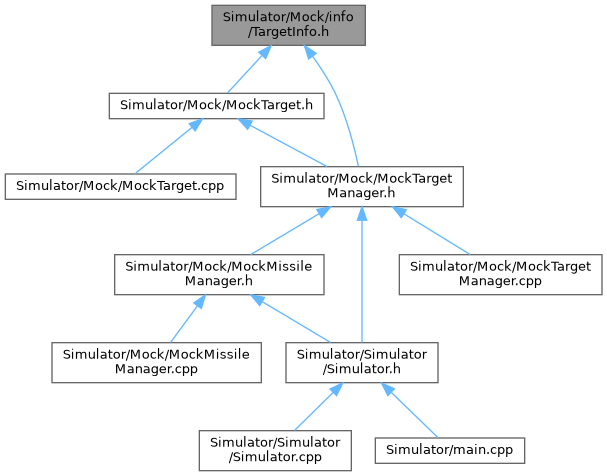 Simulator/Mock/info
/TargetInfo.h
Simulator/Mock/MockTarget.h
Simulator/Mock/MockTarget.cpp
Simulator/Mock/MockTarget
Manager.h
Simulator/Mock/MockMissile
Manager.h
Simulator/Mock/MockTarget
Manager.cpp
Simulator/Mock/MockMissile
Manager.cpp
Simulator/Simulator
/Simulator.h
Simulator/Simulator
/Simulator.cpp
Simulator/main.cpp